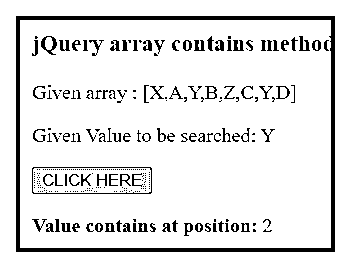 jQuery array contains method
Given array : [X,A,Y,B,Z,C,Y,D]
Given Value to be searched: Y
CLICK HERE
Value contains at position: 2